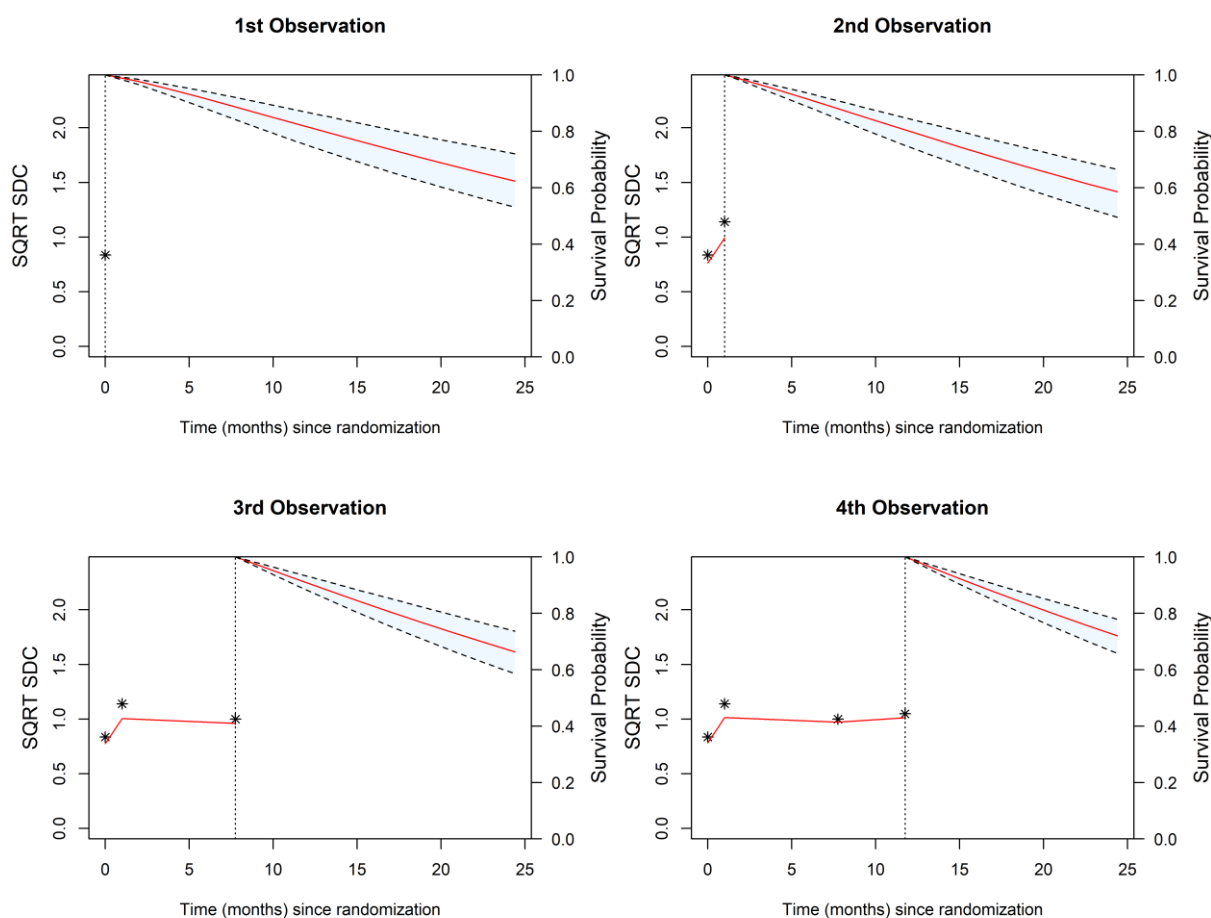 1st Observation
SQRT SDC
0.0 0.5 1.0 1.5 2.0
0.0 0.2 0.4 0.6 0.8 1.0
Survival Probability
0 5 10 15 20 25
Time (months) since randomization
2nd Observation
SQRT SDC
0.0 0.5 1.0 1.5 2.0
0.0 0.2 0.4 0.6 0.8 1.0
Survival Probability
0 5 10 15 20 25
Time (months) since randomization
3rd Observation
SQRT SDC
0.0 0.5 1.0 1.5 2.0
0.0 0.2 0.4 0.6 0.8 1.0
Survival Probability
0 5 10 15 20 25
Time (months) since randomization
4th Observation
SQRT SDC
0.0 0.5 1.0 1.5 2.0
0.0 0.2 0.4 0.6 0.8 1.0
Survival Probability
0 5 10 15 20 25
Time (months) since randomization